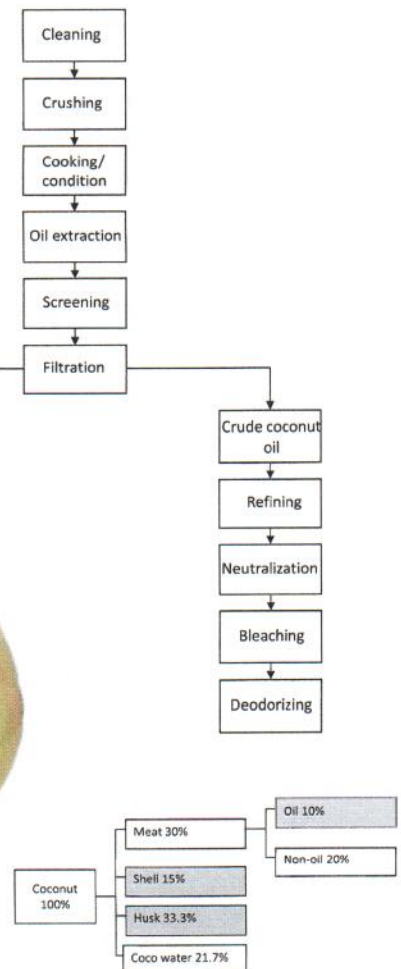 Cleaning
Crushing
Cooking/
condition
Oil extraction
Screening
Filtration
Crude coconut
oil
Refining
Neutralization
Bleaching
Deodorizing
Coconut
100%
Meat 30%
Shell 15%
Husk 33.3%
Coco water 21.7%
Oil 10%
Non-oil 20%